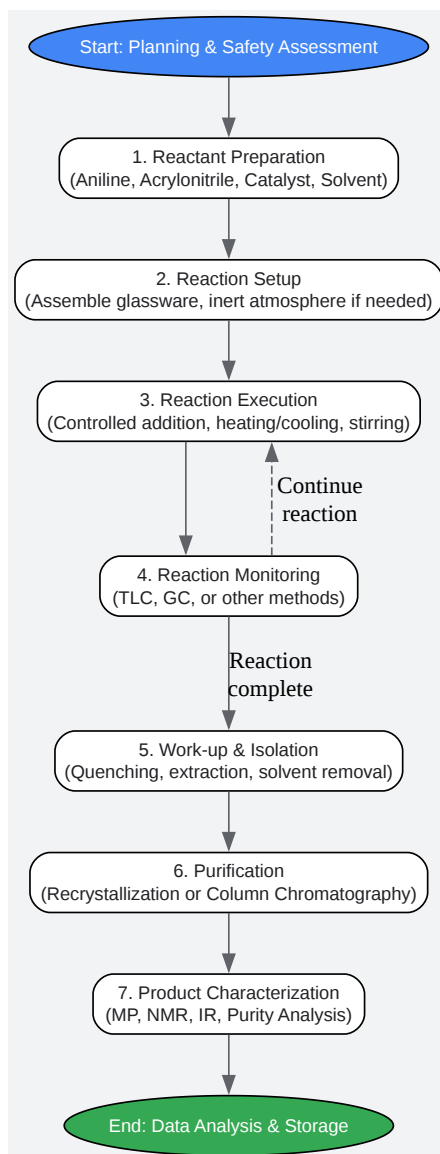 Start: Planning & Safety Assessment
1. Reactant Preparation
(Aniline, Acrylonitrile, Catalyst, Solvent)
2. Reaction Setup
(Assemble glassware, inert atmosphere if needed)
3. Reaction Execution
(Controlled addition, heating/cooling, stirring)
Continue
reaction
4. Reaction Monitoring
(TLC, GC, or other methods)
Reaction
complete
5. Work-up & Isolation
(Quenching, extraction, solvent removal)
6. Purification
(Recrystallization or Column Chromatography)
7. Product Characterization
(MP, NMR, IR, Purity Analysis)
End: Data Analysis & Storage